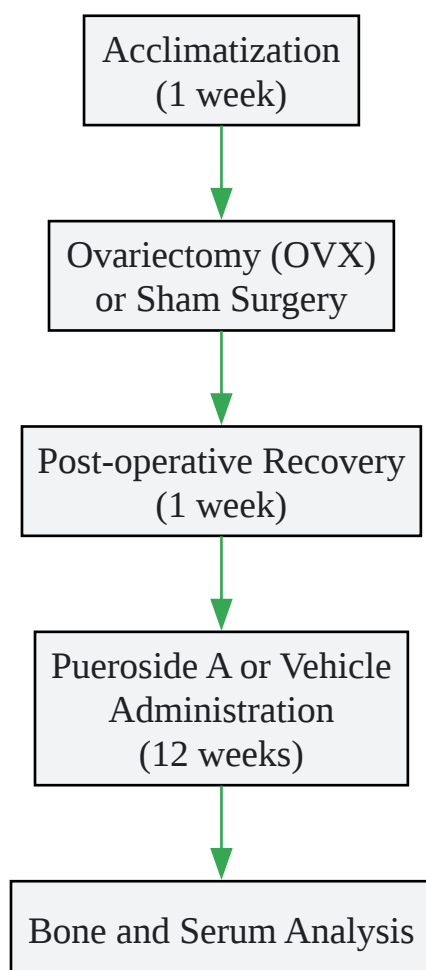 Acclimatization
(1 week)
Ovariectomy (OVX)
or Sham Surgery
Post-operative Recovery
(1 week)
Pueroside A or Vehicle
Administration
(12 weeks)
Bone and Serum Analysis